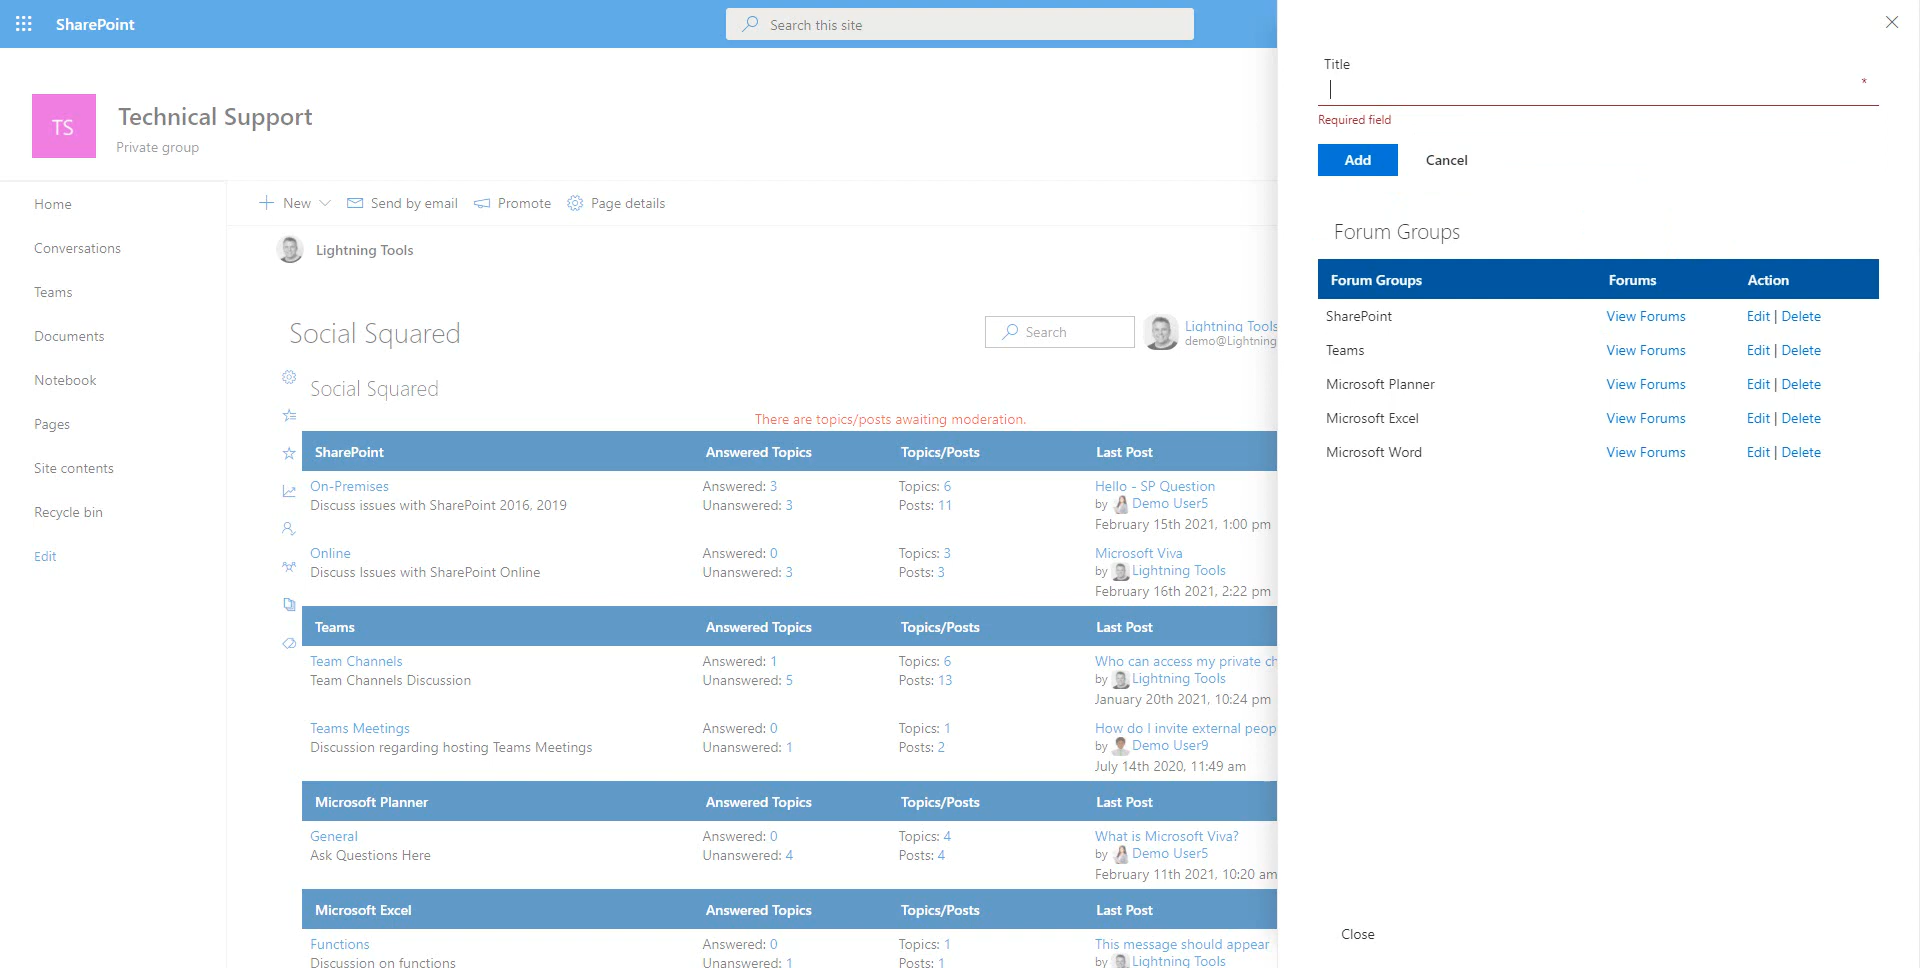 SharePoint
Search this site
TS
Technical Support
Private group
Home
Conversations
Teams
Documents
Notebook
Pages
Site contents
Recycle bin
Edit
New
Send by email
Promote
Page details
Lightning Tools
Social Squared
Search
Lightning Tools
demo@Lightning
Social Squared
There are topics/posts awaiting moderation.
SharePoint Answered Topics Topics/Posts Last Post
On-Premises Answered: 3 Topics: 6 Hello - SP Question
Discuss issues with SharePoint 2016, 2019 Unanswered: 3 Posts: 11 by Demo User5
February 15th 2021, 1:00 pm
Online Answered: 0 Topics: 3 Microsoft Viva
Discuss Issues with SharePoint Online Unanswered: 3 Posts: 3 by Lightning Tools
February 16th 2021, 2:22 pm
Teams Answered Topics Topics/Posts Last Post
Team Channels Answered: 1 Topics: 6 Who can access my private ch
Team Channels Discussion Unanswered: 5 Posts: 13 by Lightning Tools
January 20th 2021, 10:24 pm
Teams Meetings Answered: 0 Topics: 1 How do I invite external peop
Discussion regarding hosting Teams Meetings Unanswered: 1 Posts: 2 by Demo User9
July 14th 2020, 11:49 am
Microsoft Planner Answered Topics Topics/Posts Last Post
General Answered: 0 Topics: 4 What is Microsoft Viva?
Ask Questions Here Unanswered: 4 Posts: 4 by Demo User5
February 11th 2021, 10:20 am
Microsoft Excel Answered Topics Topics/Posts Last Post
Functions Answered: 0 Topics: 1 This message should appear
Discussion on functions Unanswered: 1 Posts: 1 by Lightning Tools
Title
*
Required field
Add Cancel
Forum Groups
Forum Groups Forums Action
SharePoint View Forums Edit | Delete
Teams View Forums Edit | Delete
Microsoft Planner View Forums Edit | Delete
Microsoft Excel View Forums Edit | Delete
Microsoft Word View Forums Edit | Delete
Close